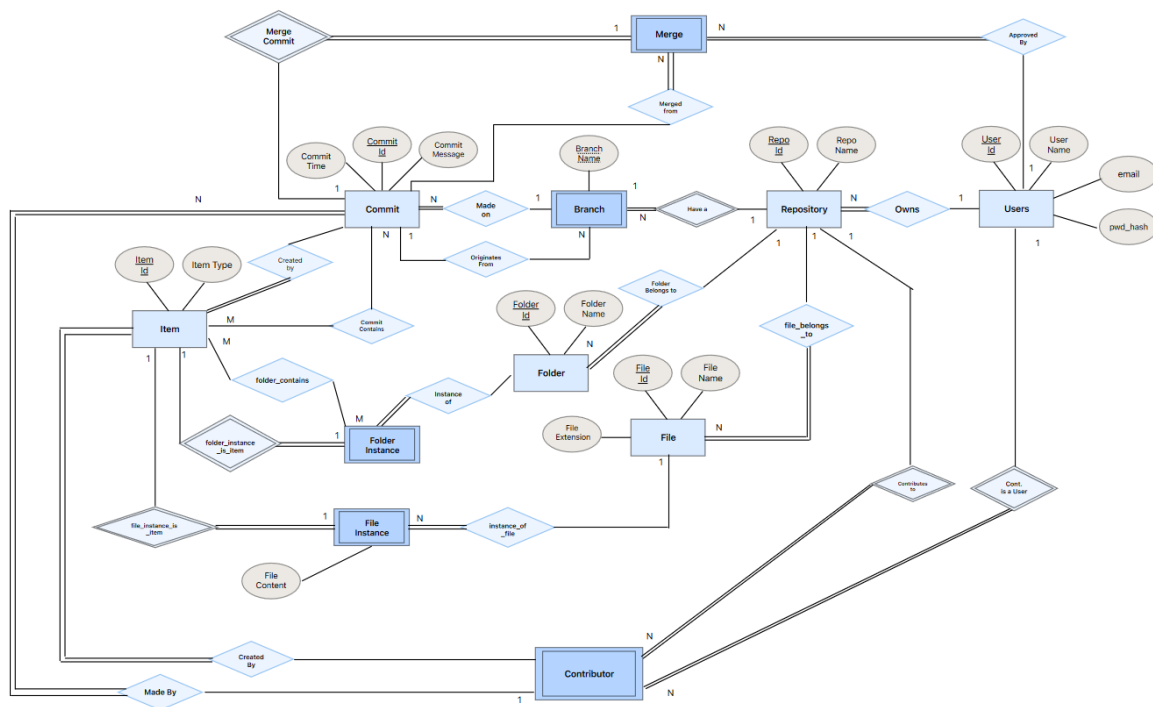 1
N
Merge
N
Merge
Commit
Approved
By
N
Merged
from
Commit
Time
Commit
Id
Commit
Message
Branch
Name
Repo
Id
Repo
Name
User
Id
User
Name
email
1
N
1
Commit
N
Made
on
1
Branch
1
N
Have a
1
Repository
N
Owns
1
Users
pwd_hash
N
1
Originates
From
N
1
1
1
1
Created
by
Item
Id
Item Type
Folder
Id
Folder
Name
Folder
Belongs to
Item
M
Commit
Contains
M
file_belongs
_to
1
1
N
folder_contains
Folder
Instance
of
File
Id
File
Name
M
File
Extension
File
N
folder_instance
_is_item
1
Folder
Instance
1
Contributes
to
Cont.
is a User
file_instance_is
_item
1
File
Instance
N
instance_of
_file
File
Content
N
Created
By
Contributor
Made By
1
N